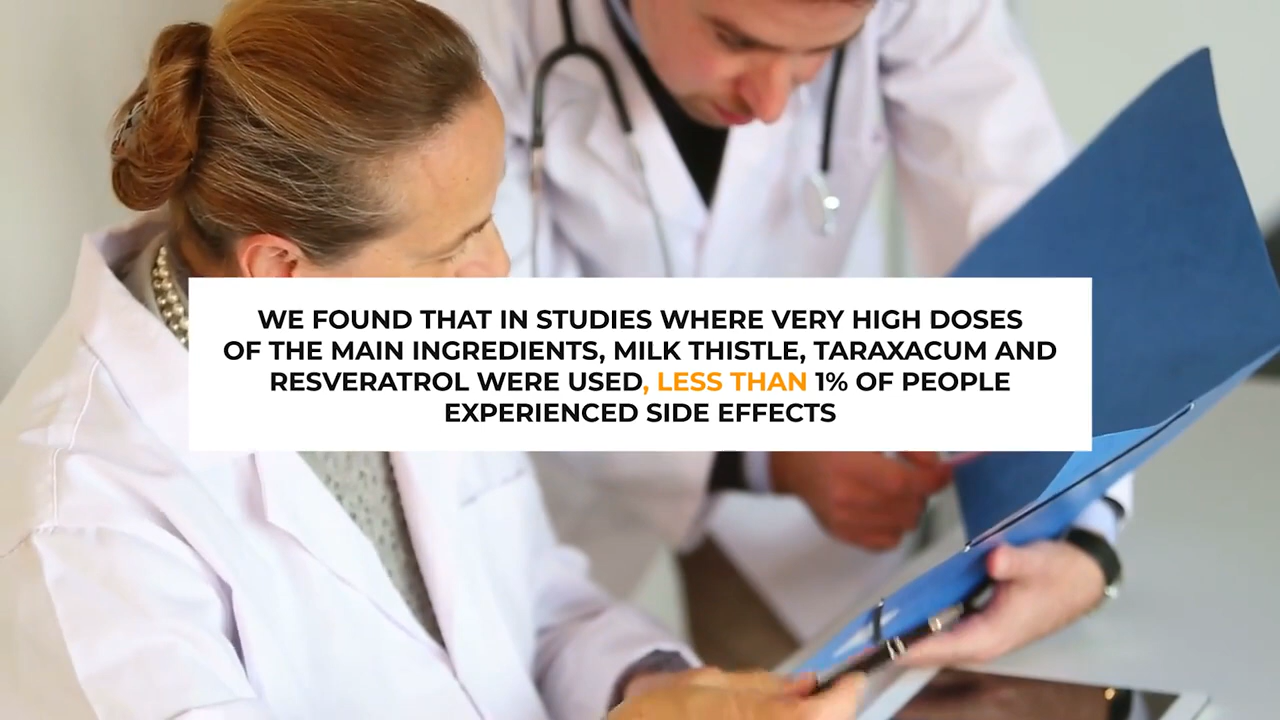 WE FOUND THAT IN STUDIES WHERE VERY HIGH DOSES
OF THE MAIN INGREDIENTS, MILK THISTLE, TARAXACUM AND
RESVERATROL WERE USED, LESS THAN 1% OF PEOPLE
EXPERIENCED SIDE EFFECTS